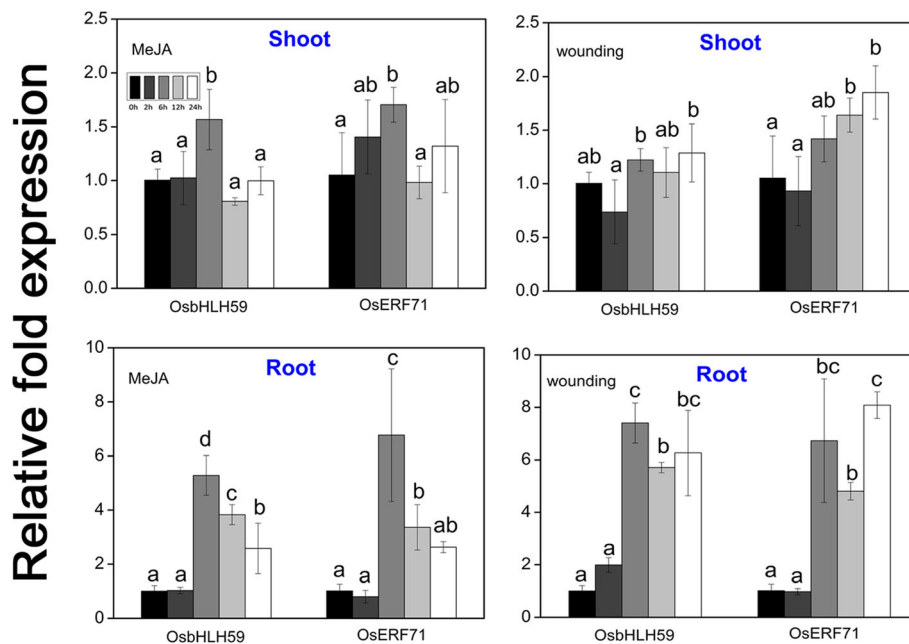 Relative fold expression
Shoot
MeJA
0h 2h 6h 12h 24h
2.5
2.0
1.5
1.0
0.5
0.0
a a b a a
ab ab b a ab
OsbHLH59 OsERF71
Shoot
wounding
2.5
2.0
1.5
1.0
0.5
0.0
ab a b ab b
a a ab b b
OsbHLH59 OsERF71
Root
MeJA
10
8
6
4
2
0
a a d c b
a a c b ab
OsbHLH59 OsERF71
Root
wounding
10
8
6
4
2
0
a a c b bc
a a bc b c
OsbHLH59 OsERF71